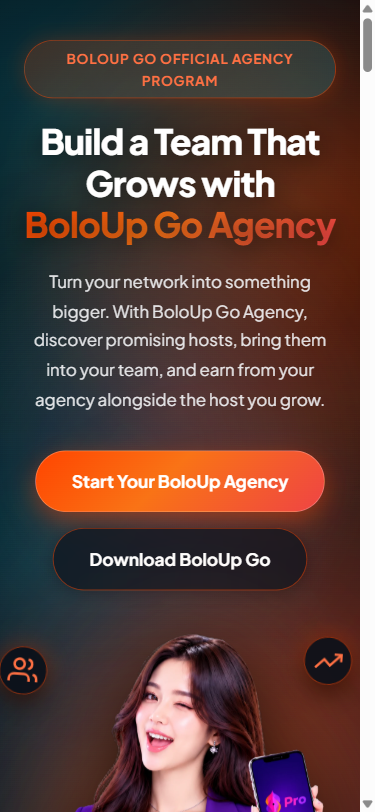 BOLOUP GO OFFICIAL AGENCY
PROGRAM
Build a Team That
Grows with
BoloUp Go Agency
Turn your network into something
bigger. With BoloUp Go Agency,
discover promising hosts, bring them
into your team, and earn from your
agency alongside the host you grow.
Start Your BoloUp Agency
Download BoloUp Go
Pro